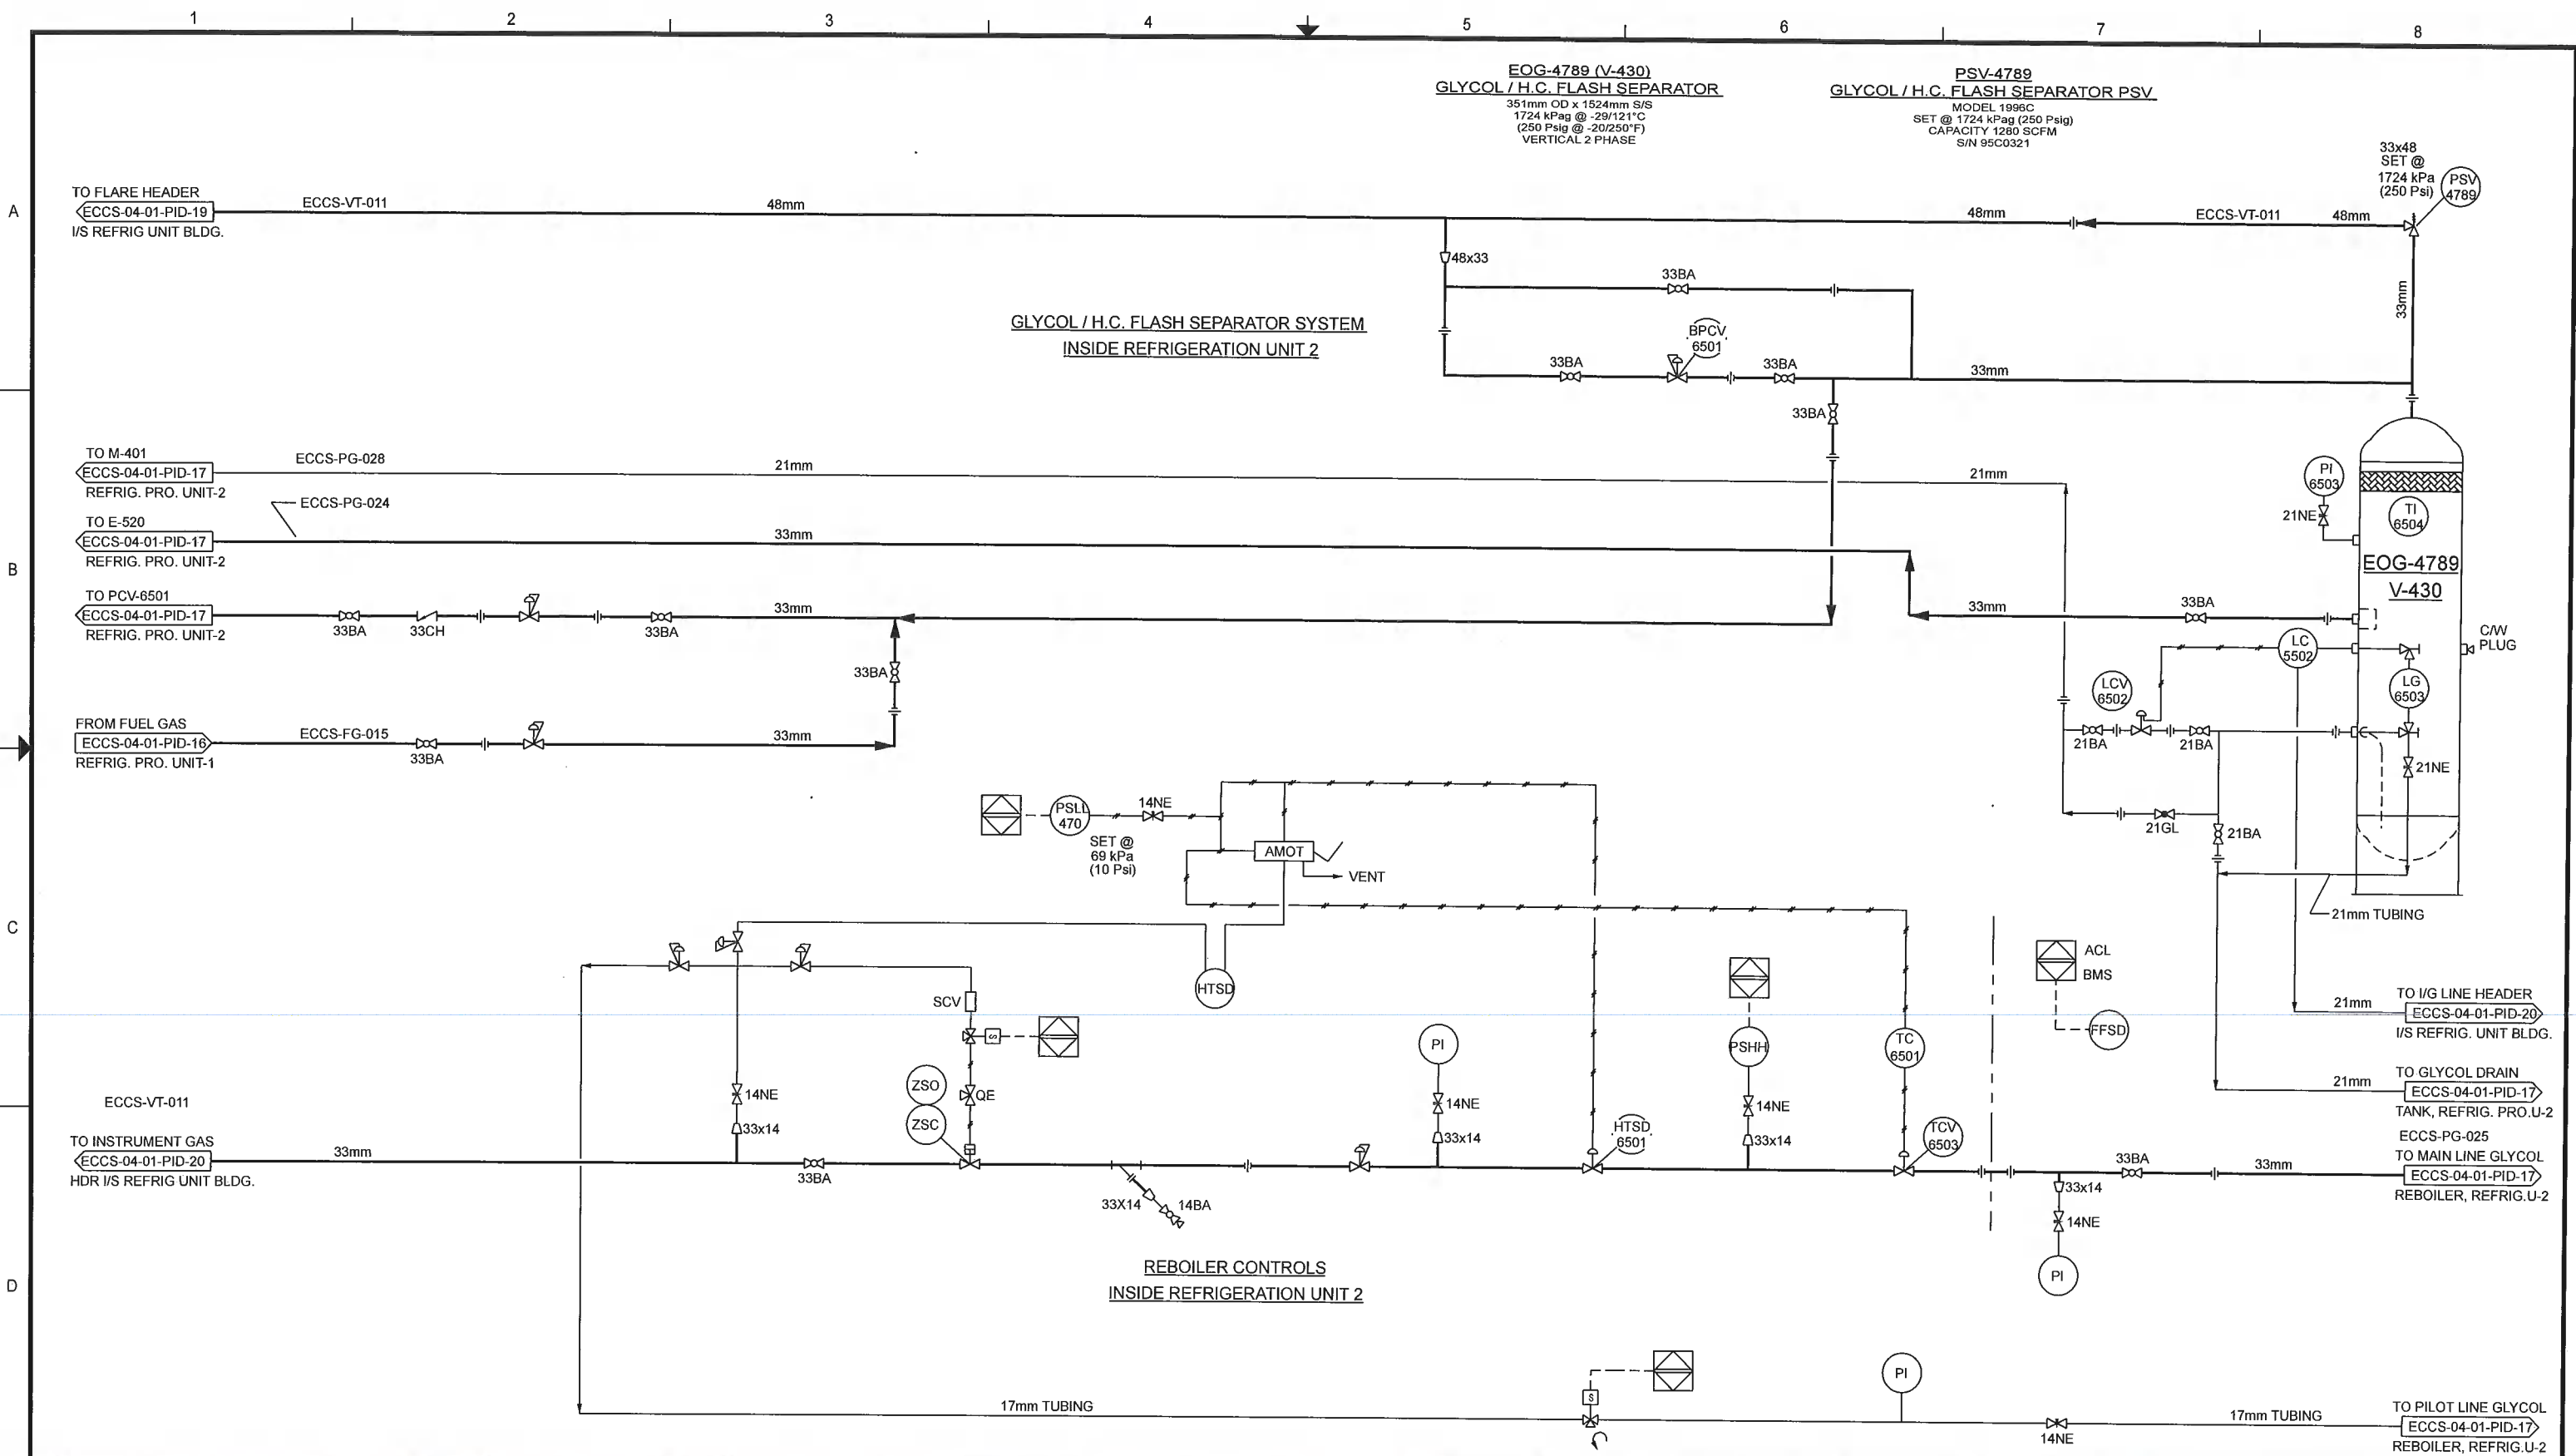 1
2
3
4
5
6
7
8
A
B
C
D
EOG-4789 (V-430)
GLYCOL / H.C. FLASH SEPARATOR
351mm OD x 1524mm S/S
1724 kPag @ -29/121°C
(250 Psig @ -20/250°F)
VERTICAL 2 PHASE
PSV-4789
GLYCOL / H.C. FLASH SEPARATOR PSV
MODEL 1996C
SET @ 1724 kPag (250 Psig)
CAPACITY 1280 SCFM
S/N 95C0321
33x48
SET @
1724 kPa
(250 Psi)
PSV
4789
TO FLARE HEADER
ECCS-04-01-PID-19
I/S REFRIG UNIT BLDG.
ECCS-VT-011
48mm
48mm
ECCS-VT-011
48mm
48x33
33BA
33mm
GLYCOL / H.C. FLASH SEPARATOR SYSTEM
INSIDE REFRIGERATION UNIT 2
BPCV
6501
33BA
33BA
33mm
33BA
TO M-401
ECCS-04-01-PID-17
REFRIG. PRO. UNIT-2
ECCS-PG-028
21mm
21mm
ECCS-PG-024
TO E-520
ECCS-04-01-PID-17
REFRIG. PRO. UNIT-2
33mm
PI
6503
21NE
TI
6504
EOG-4789
V-430
TO PCV-6501
ECCS-04-01-PID-17
REFRIG. PRO. UNIT-2
33BA
33CH
33BA
33mm
33mm
33BA
C/W
PLUG
LC
5502
LG
6503
LCV
6502
33BA
21BA
21BA
21NE
FROM FUEL GAS
ECCS-04-01-PID-16
REFRIG. PRO. UNIT-1
ECCS-FG-015
33BA
33mm
PSLL
470
14NE
SET @
69 kPa
(10 Psi)
AMOT
VENT
21GL
21BA
21mm TUBING
HTSD
SCV
S
QE
ZSO
ZSC
14NE
33x14
PI
14NE
33x14
HTSD
6501
PSHH
14NE
33x14
TC
6501
TCV
6503
ACL
BMS
FFSD
TO I/G LINE HEADER
21mm
ECCS-04-01-PID-20
I/S REFRIG. UNIT BLDG.
TO GLYCOL DRAIN
21mm
ECCS-04-01-PID-17
TANK, REFRIG. PRO.U-2
ECCS-PG-025
TO MAIN LINE GLYCOL
33mm
ECCS-04-01-PID-17
REBOILER, REFRIG.U-2
33BA
33x14
14NE
PI
ECCS-VT-011
TO INSTRUMENT GAS
ECCS-04-01-PID-20
HDR I/S REFRIG UNIT BLDG.
33mm
33BA
33X14
14BA
REBOILER CONTROLS
INSIDE REFRIGERATION UNIT 2
17mm TUBING
S
PI
14NE
17mm TUBING
TO PILOT LINE GLYCOL
ECCS-04-01-PID-17
REBOILER, REFRIG.U-2